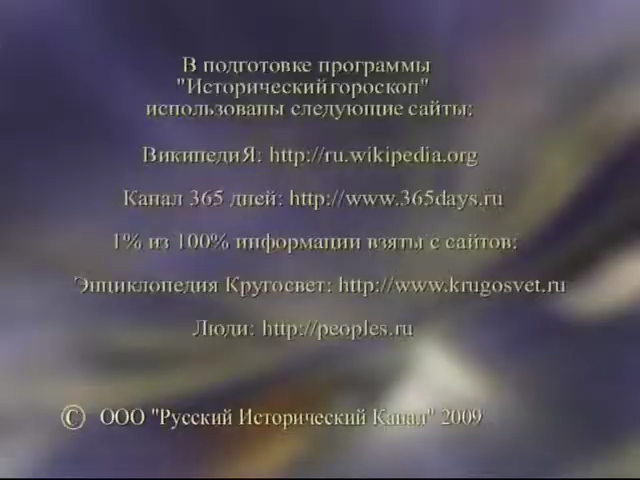 В подготовке программы
"Исторический гороскоп"
использованы следующие сайты:
ВикипедиЯ: http://ru.wikipedia.org
Канал 365 дней: http://www.365days.ru
1% из 100% информации взяты с сайтов:
Энциклопедия Кругосвет: http://www.krugosvet.ru
Люди: http://peoples.ru
© ООО "Русский Исторический Канал" 2009